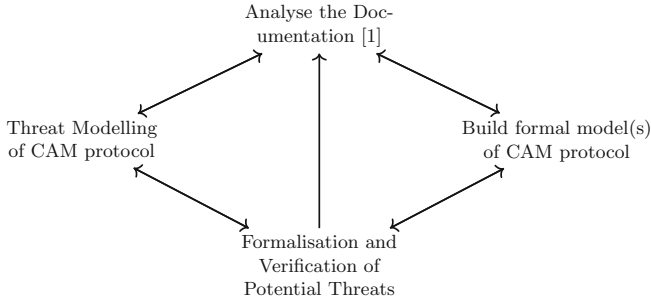 Analyse the Doc-
umentation [1]
Threat Modelling
of CAM protocol
Build formal model(s)
of CAM protocol
Formalisation and
Verification of
Potential Threats